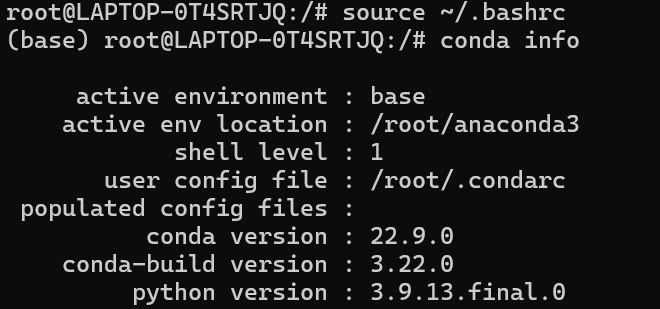 root@LAPTOP-0T4SRTJQ:/# source ~/.bashrc
(base) root@LAPTOP-0T4SRTJQ:/# conda info
active environment : base
active env location : /root/anaconda3
shell level : 1
user config file : /root/.condarc
populated config files :
conda version : 22.9.0
conda-build version : 3.22.0
python version : 3.9.13.final.0